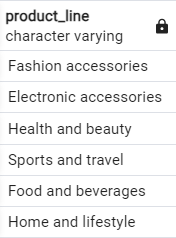 product_line
character varying
Fashion accessories
Electronic accessories
Health and beauty
Sports and travel
Food and beverages
Home and lifestyle